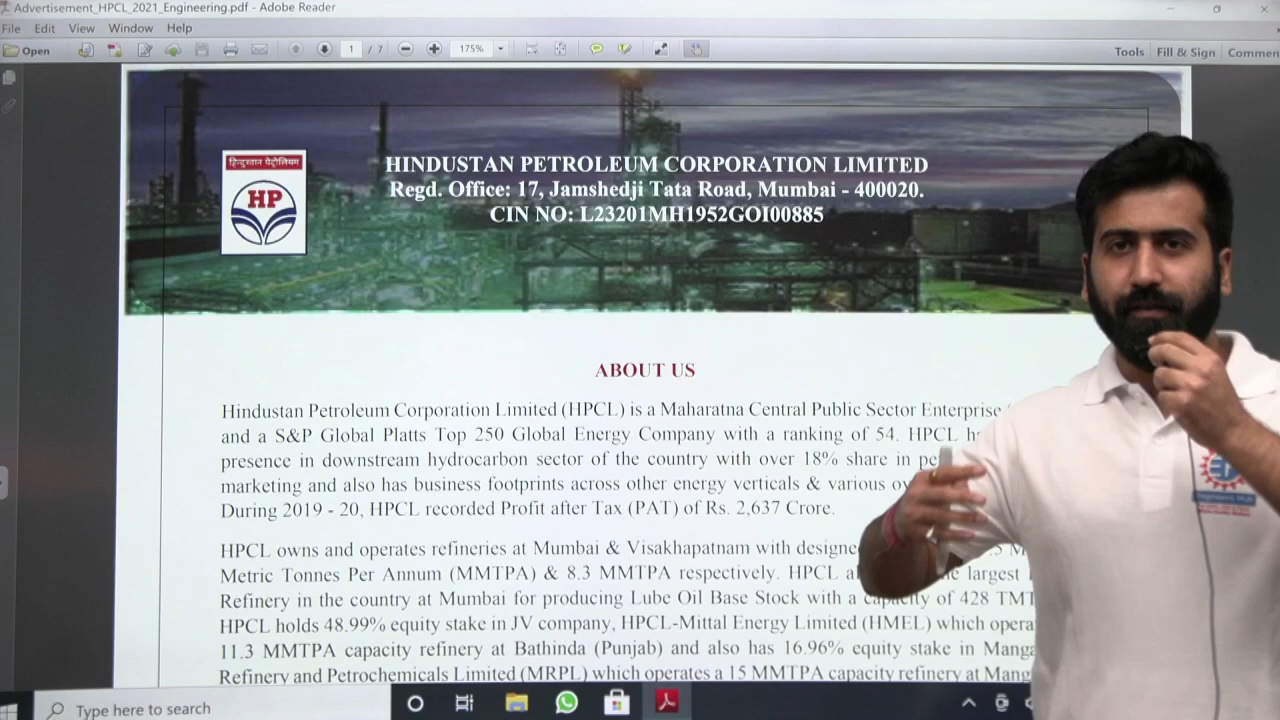 Advertisement_HPCL_2021_Engineering.pdf - Adobe Reader
File Edit View Window Help
Open 1 / 7 175% Tools Fill & Sign Commen
हिन्दुस्तान पेट्रोलियम
HP
HINDUSTAN PETROLEUM CORPORATION LIMITED
Regd. Office: 17, Jamshedji Tata Road, Mumbai - 400020.
CIN NO: L23201MH1952GOI00885
ABOUT US
Hindustan Petroleum Corporation Limited (HPCL) is a Maharatna Central Public Sector Enterprise
and a S&P Global Platts Top 250 Global Energy Company with a ranking of 54. HPCL
presence in downstream hydrocarbon sector of the country with over 18% share in
marketing and also has business footprints across other energy verticals & various
During 2019 - 20, HPCL recorded Profit after Tax (PAT) of Rs. 2,637 Crore.
HPCL owns and operates refineries at Mumbai & Visakhapatnam with designe
Metric Tonnes Per Annum (MMTPA) & 8.3 MMTPA respectively. HPCL largest
Refinery in the country at Mumbai for producing Lube Oil Base Stock with a capacity of 428 TMT
HPCL holds 48.99% equity stake in JV company, HPCL-Mittal Energy Limited (HMEL) which opera
11.3 MMTPA capacity refinery at Bathinda (Punjab) and also has 16.96% equity stake in Manga
Refinery and Petrochemicals Limited (MRPL) which operates a 15 MMTPA capacity refinery at Mang
Type here to search